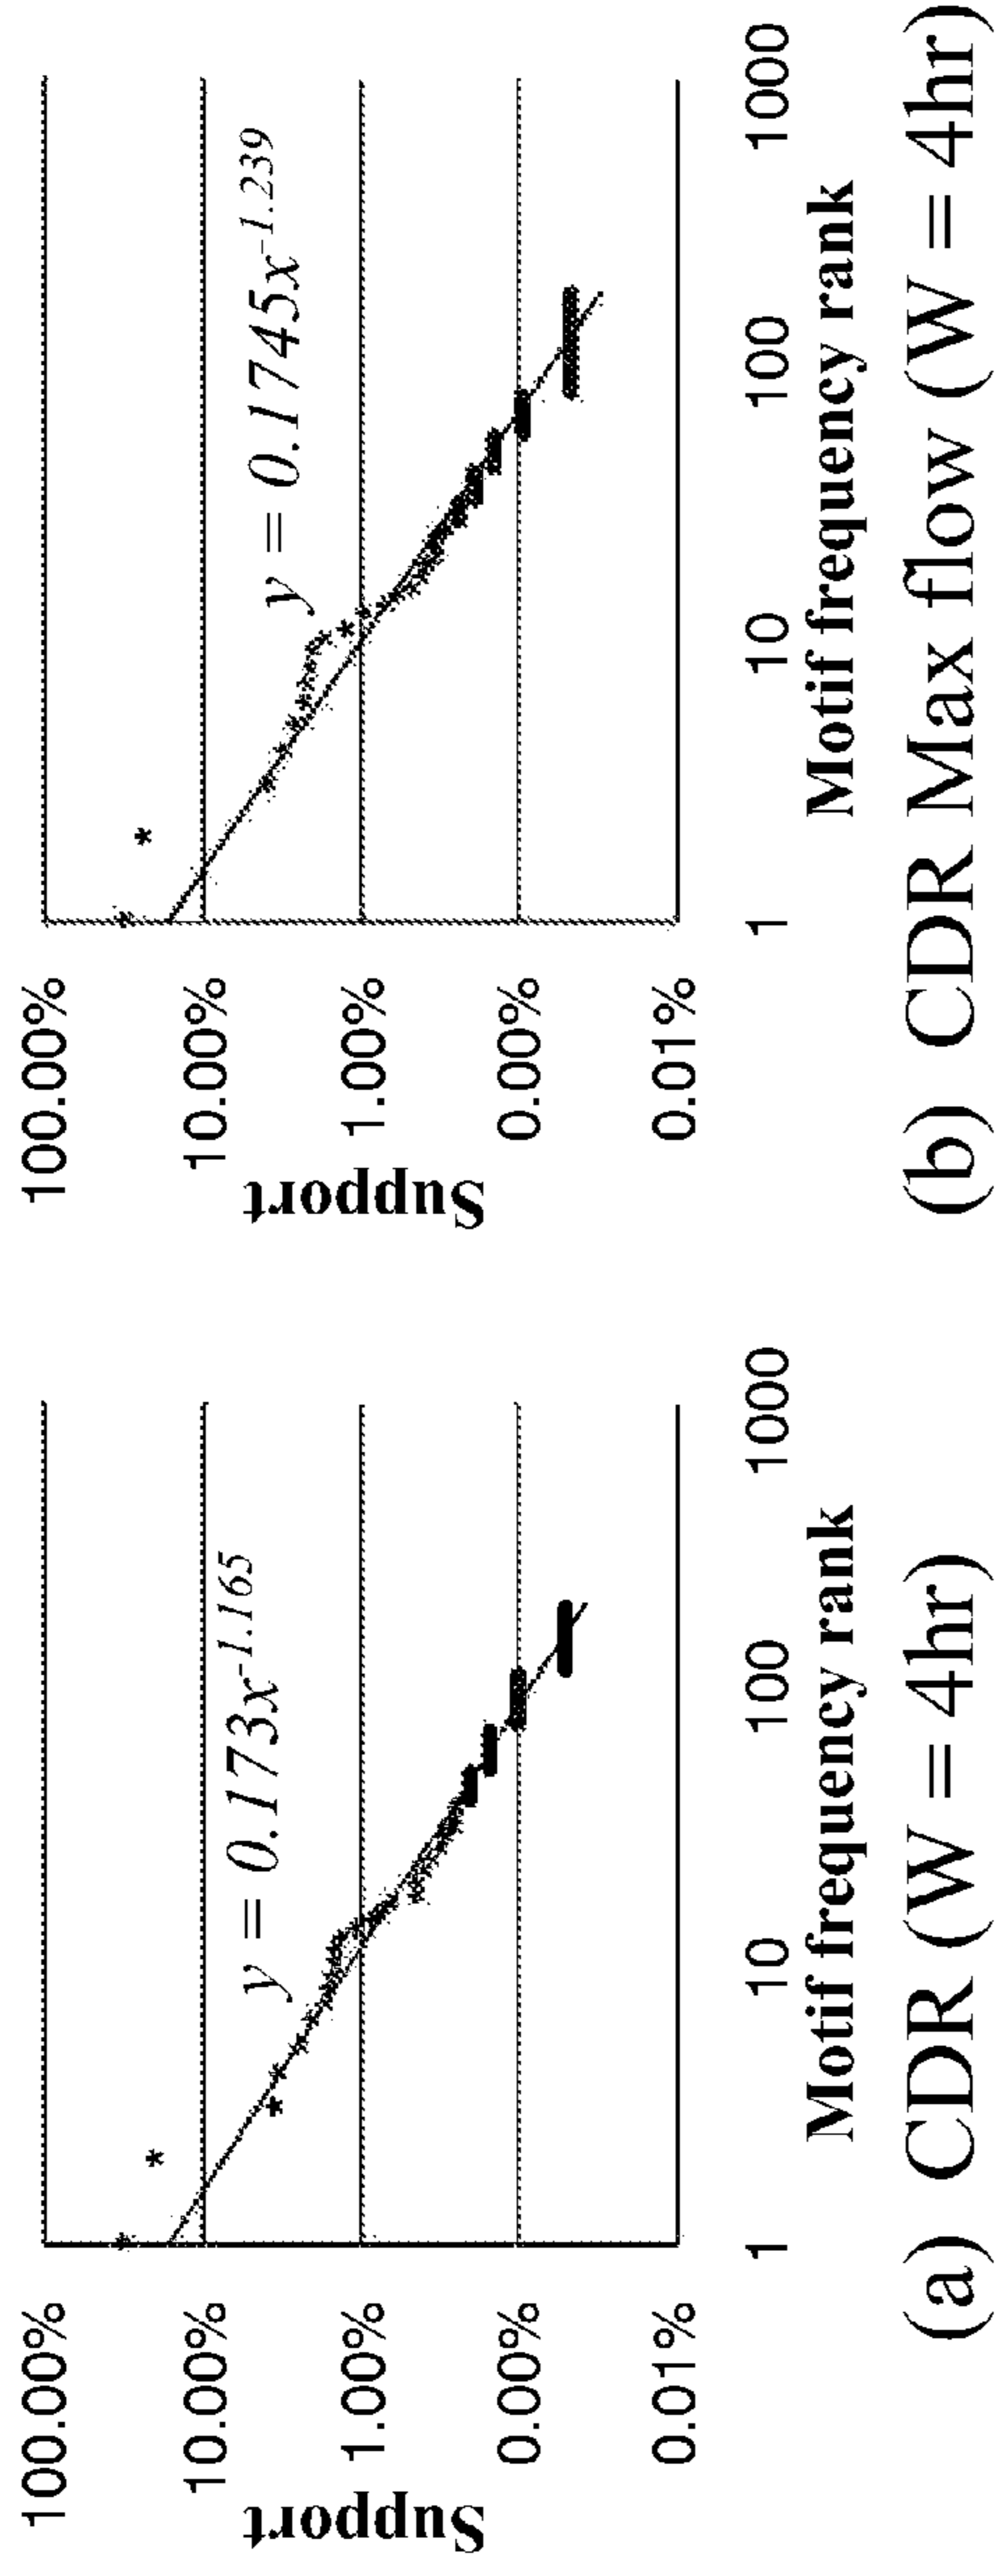 100.00%
10.00%
1.00%
0.00%
0.01%
Support
y = 0.173x^-1.165
1
10
100
1000
Motif frequency rank
(a) CDR (W = 4hr)
100.00%
10.00%
1.00%
0.00%
0.01%
Support
y = 0.1745x^-1.239
1
10
100
1000
Motif frequency rank
(b) CDR Max flow (W = 4hr)